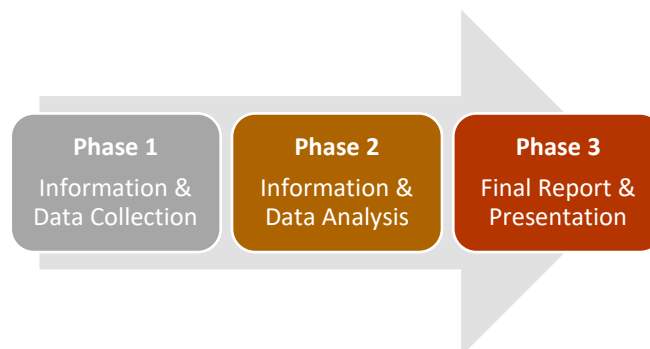 Phase 1
Information &
Data Collection
Phase 2
Information &
Data Analysis
Phase 3
Final Report &
Presentation